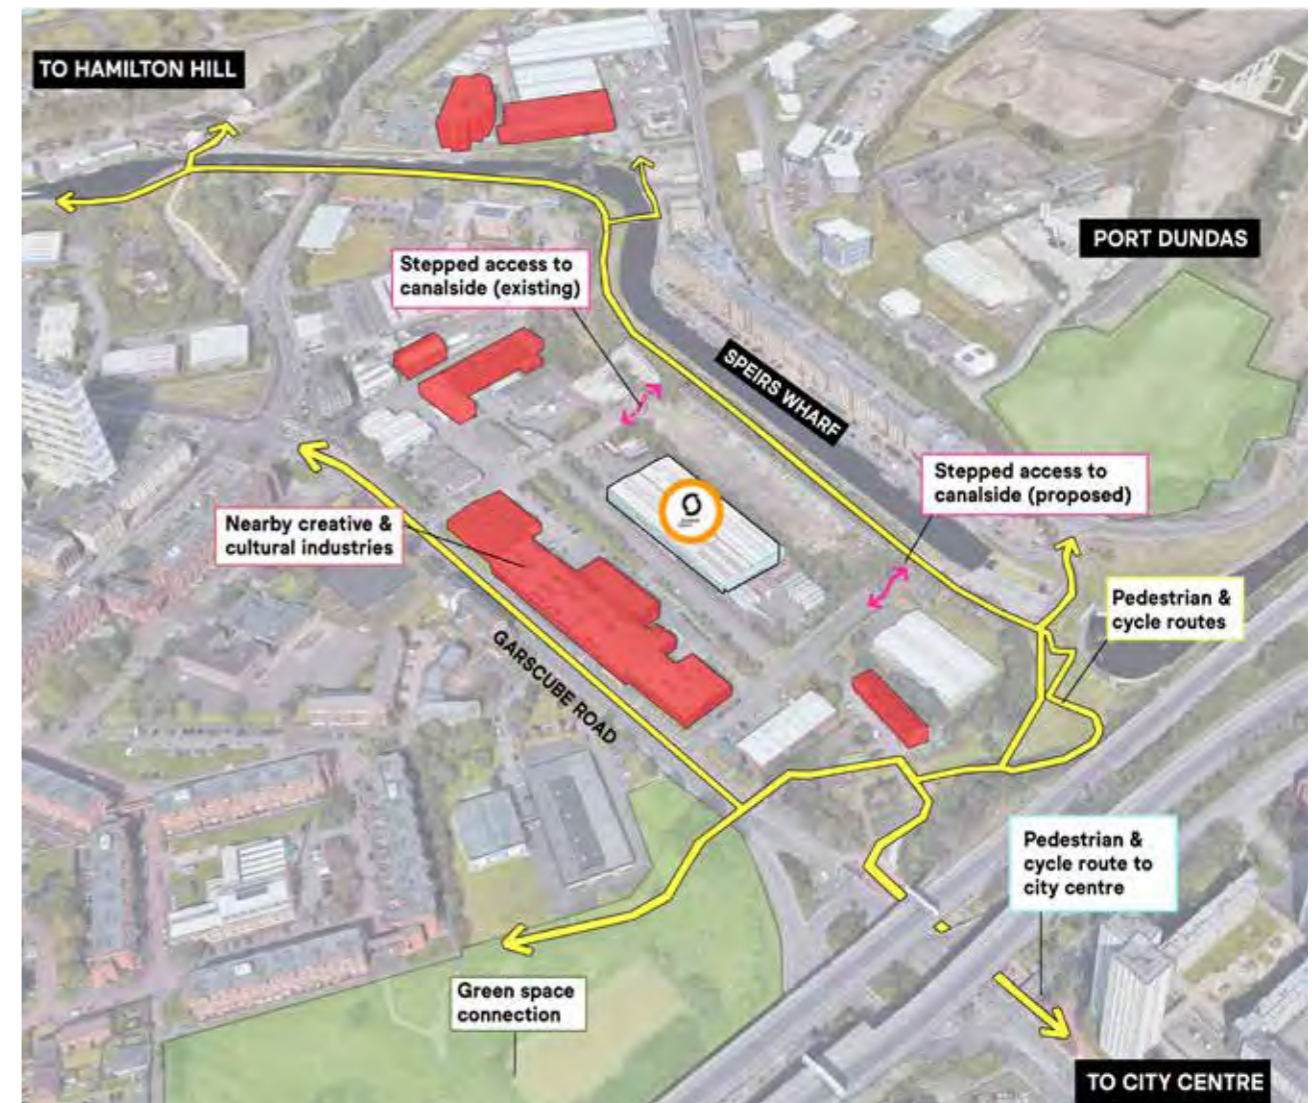 TO HAMILTON HILL
PORT DUNDAS
Stepped access to
canalside (existing)
SPEIRS WHARF
Stepped access to
canalside (proposed)
Nearby creative &
cultural industries
Pedestrian &
cycle routes
GARSCUBE ROAD
Pedestrian &
cycle route to
city centre
Green space
connection
TO CITY CENTRE